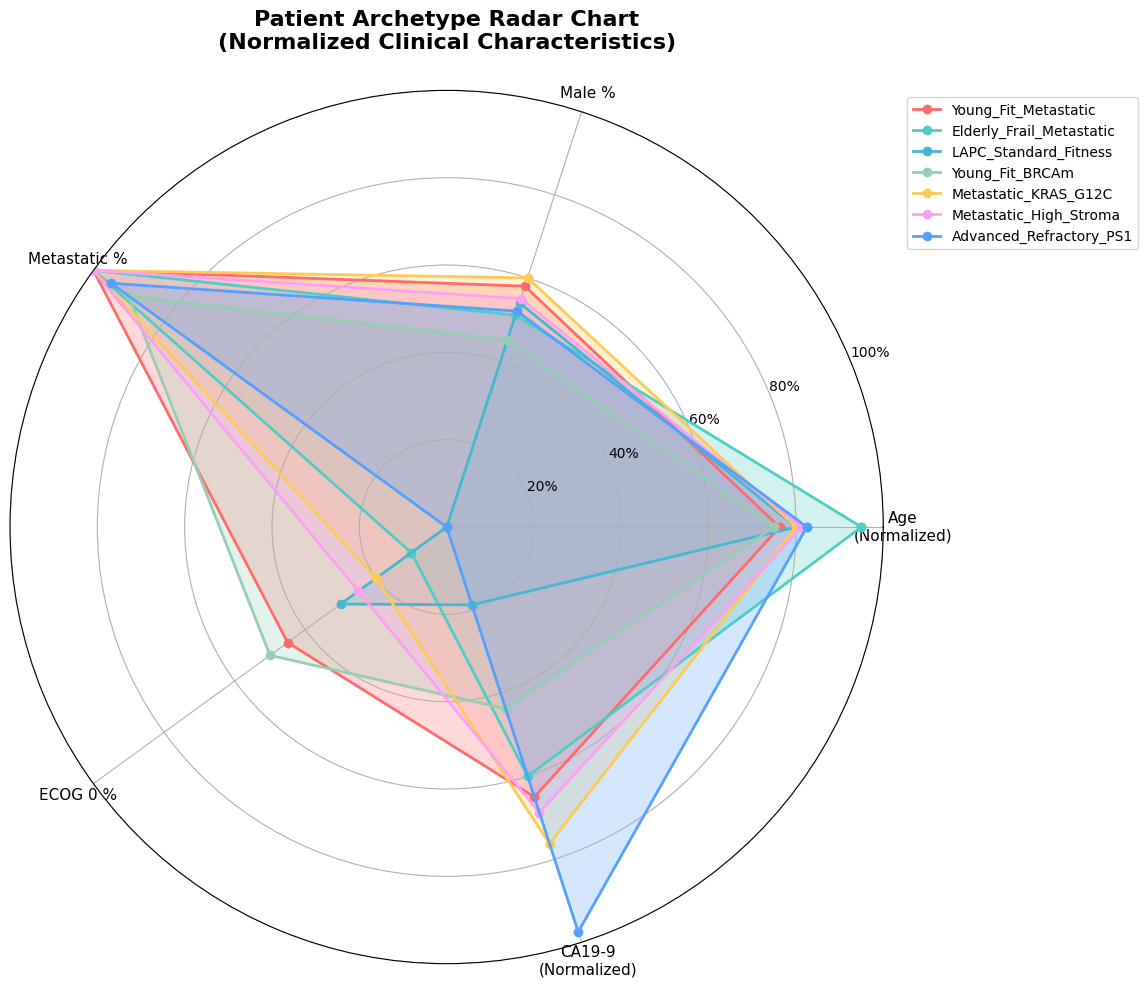 Patient Archetype Radar Chart
(Normalized Clinical Characteristics)
Male %
Young_Fit_Metastatic
Elderly_Frail_Metastatic
LAPC_Standard_Fitness
Young_Fit_BRCAm
Metastatic_KRAS_G12C
Metastatic_High_Stroma
Advanced_Refractory_PS1
Metastatic %
100%
80%
60%
40%
20%
Age
(Normalized)
ECOG 0 %
CA19-9
(Normalized)